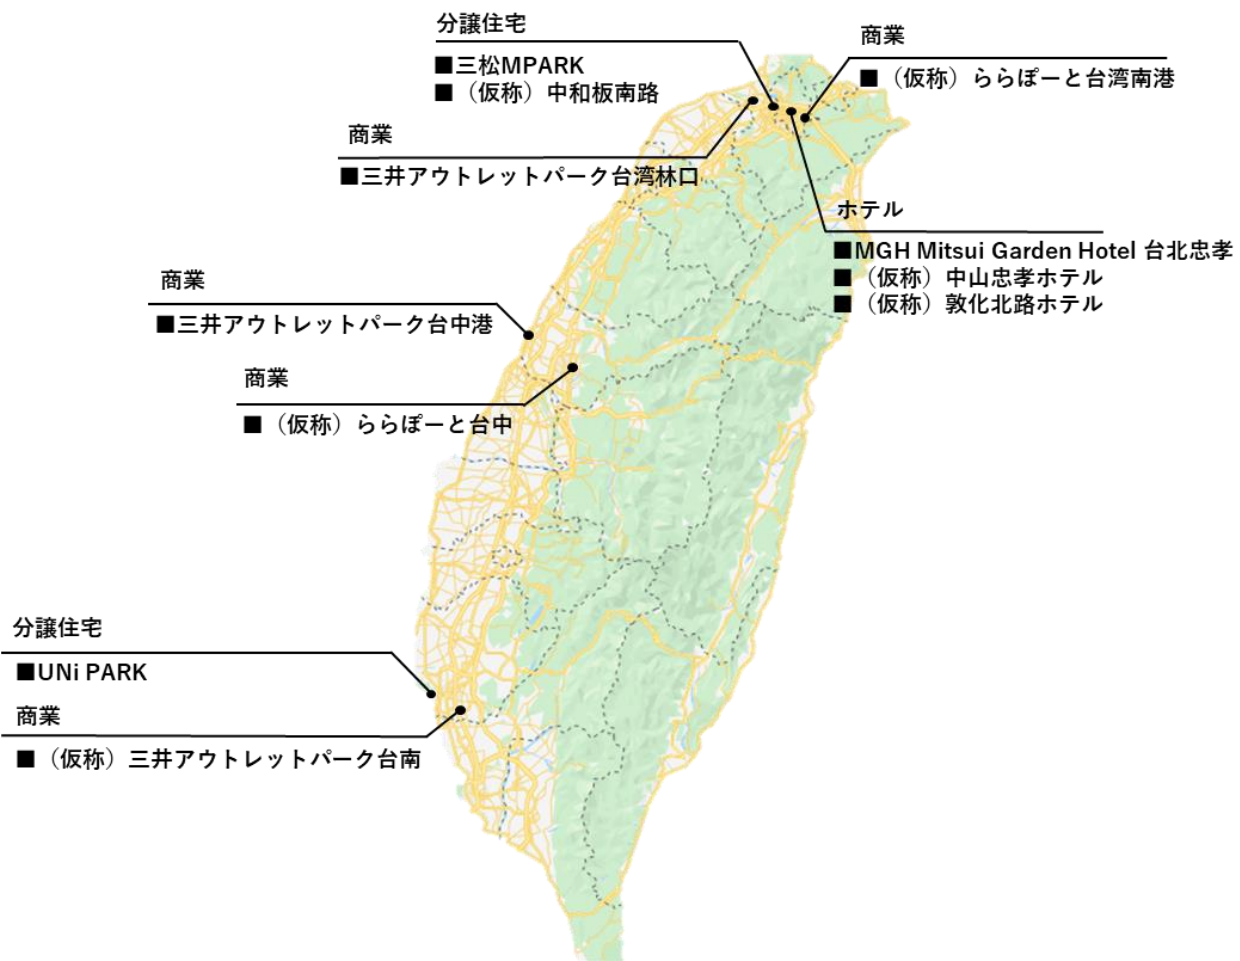 分譲住宅
■三松MPARK
■（仮称）中和板南路
商業
■（仮称）ららぽーと台湾南港
商業
■三井アウトレットパーク台湾林口
ホテル
■MGH Mitsui Garden Hotel 台北忠孝
■（仮称）中山忠孝ホテル
■（仮称）敦化北路ホテル
商業
■三井アウトレットパーク台中港
商業
■（仮称）ららぽーと台中
分譲住宅
■UNi PARK
商業
■（仮称）三井アウトレットパーク台南